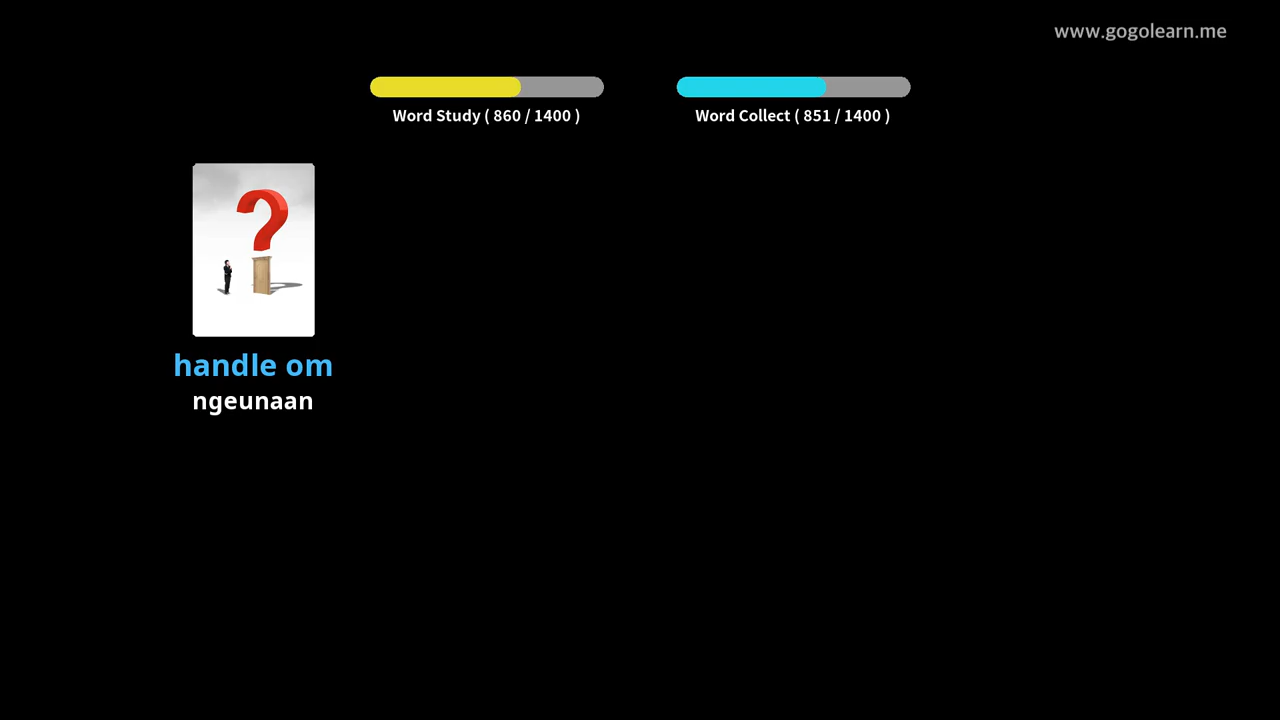 www.gogolearn.me
Word Study ( 860 / 1400 )
Word Collect ( 851 / 1400 )
handle om
ngeunaan